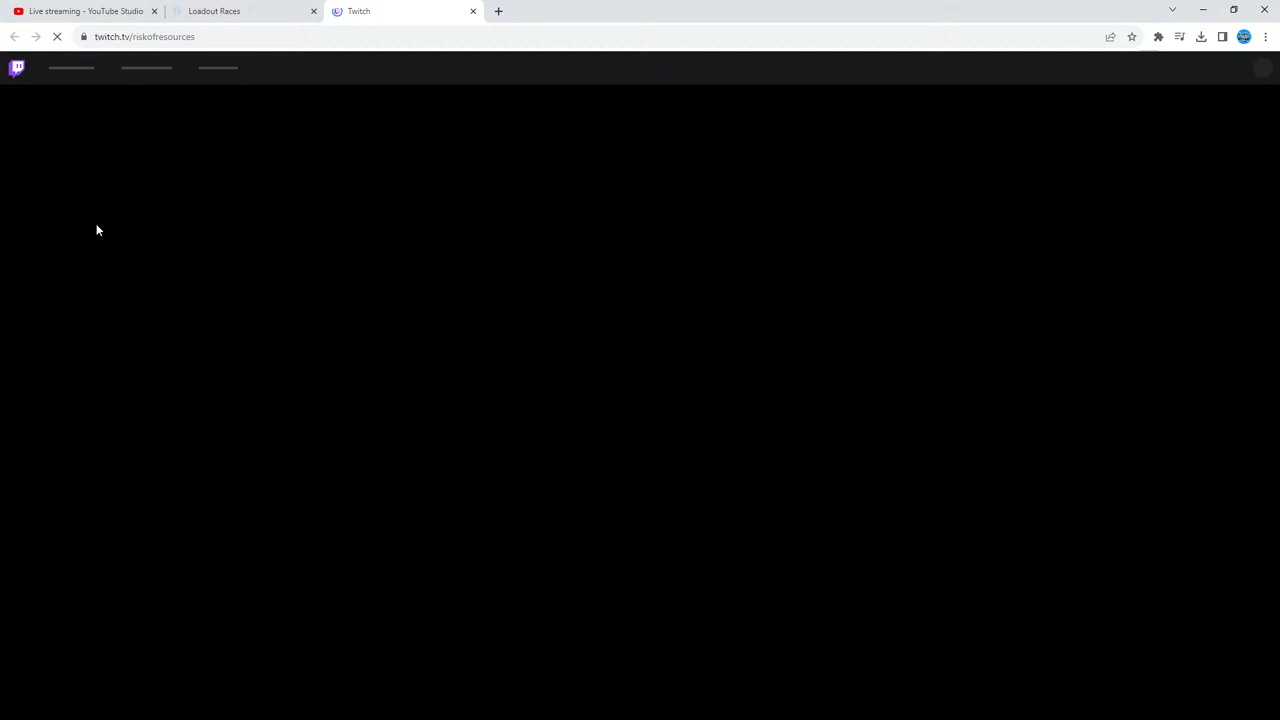 Live streaming - YouTube Studio
Loadout Races
Twitch
twitch.tv/riskofresources